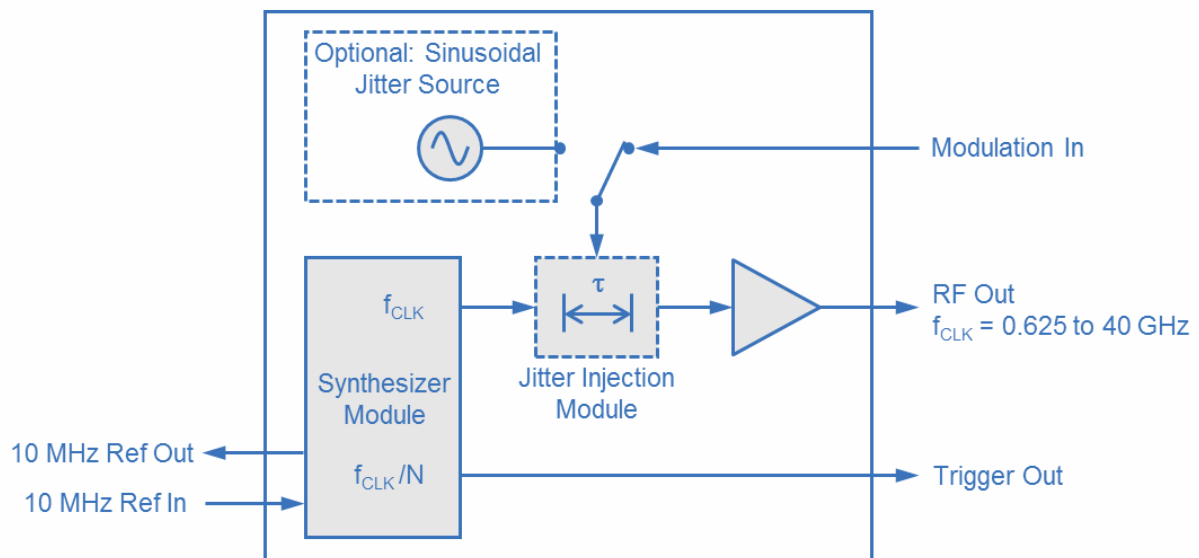 Optional: Sinusoidal
Jitter Source
Modulation In
f_CLK
τ
RF Out
f_CLK = 0.625 to 40 GHz
Jitter Injection
Module
Synthesizer
Module
10 MHz Ref Out
f_CLK/N
Trigger Out
10 MHz Ref In